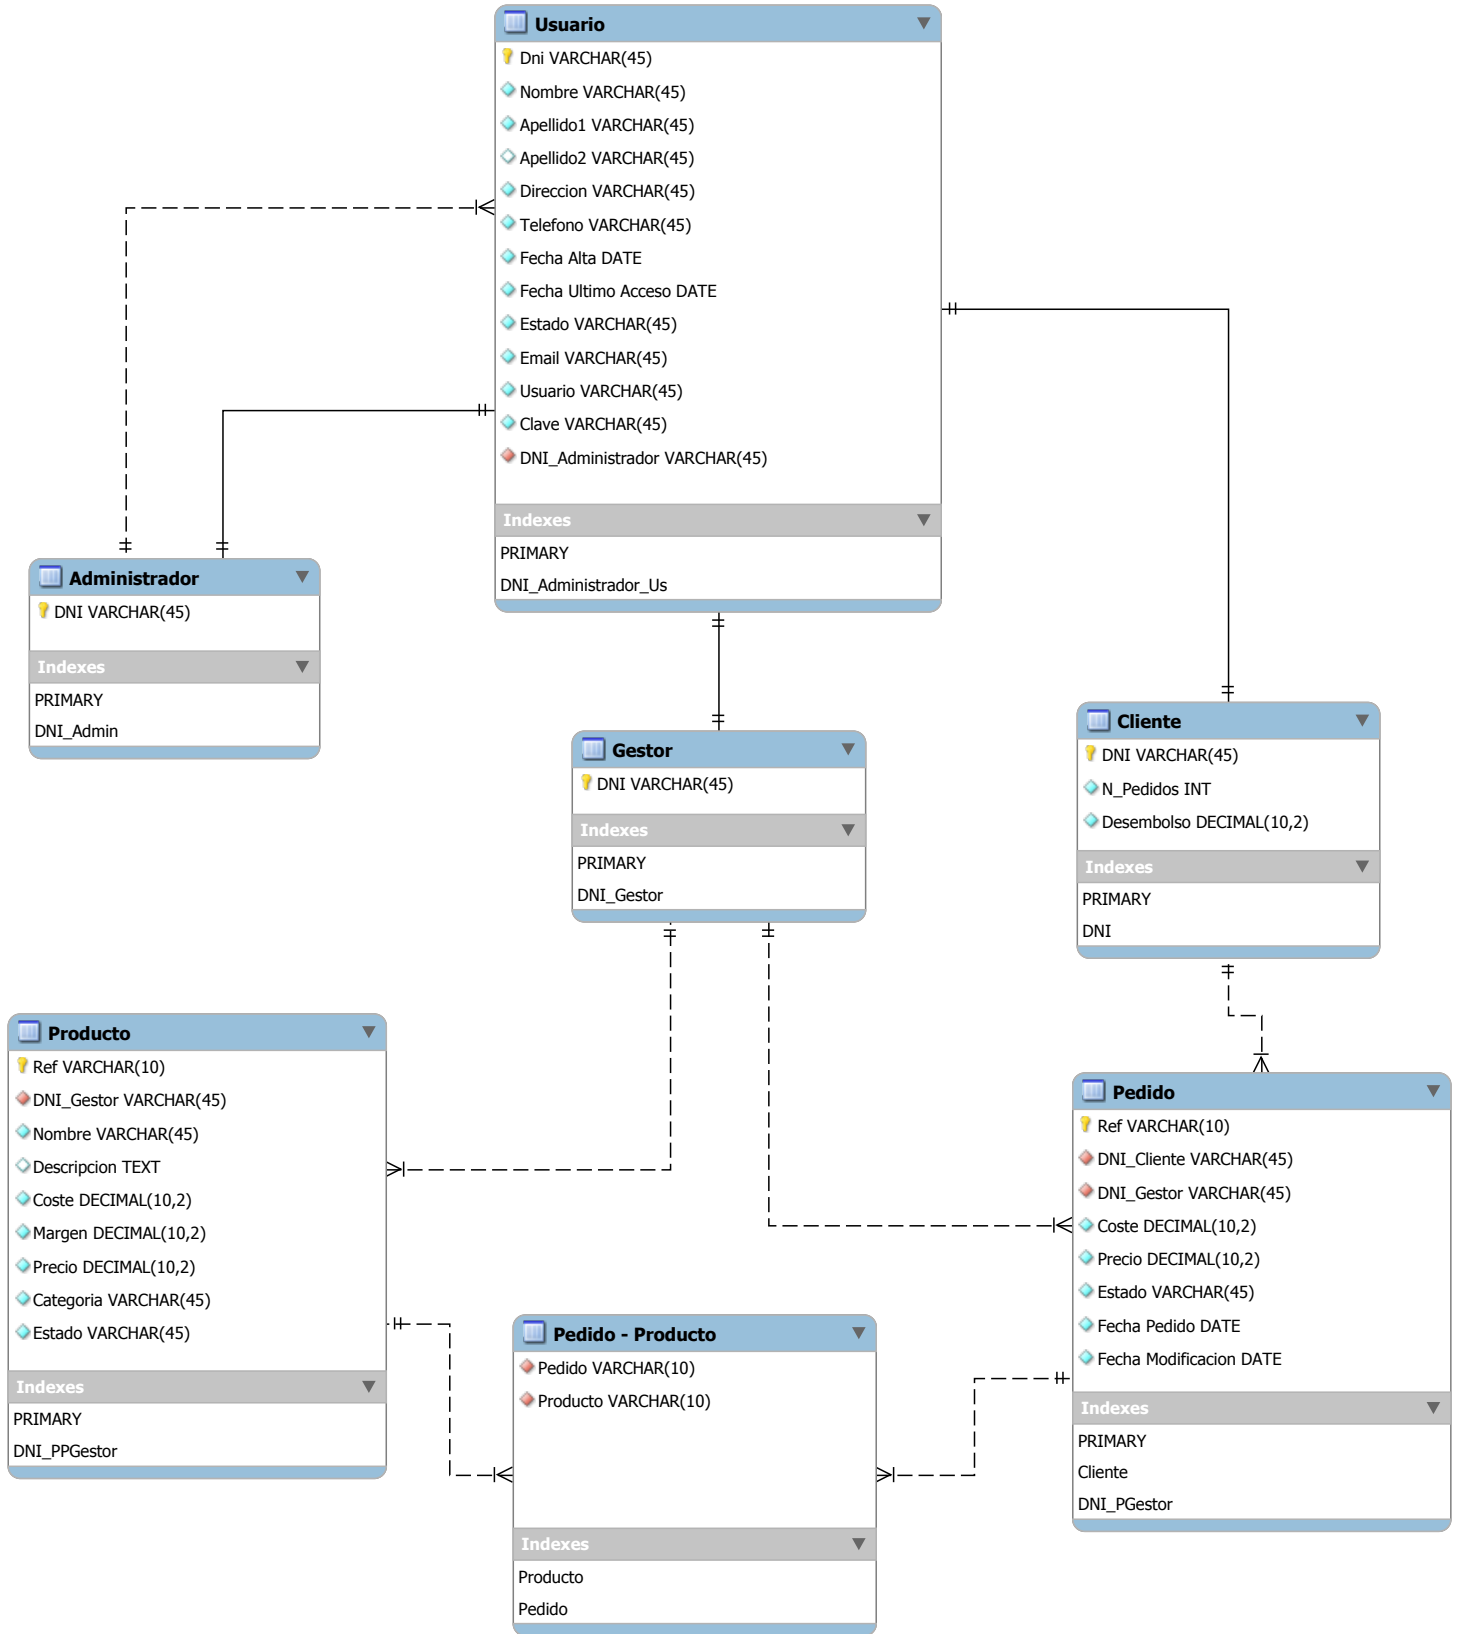 Usuario
Dni VARCHAR(45)
Nombre VARCHAR(45)
Apellido1 VARCHAR(45)
Apellido2 VARCHAR(45)
Direccion VARCHAR(45)
Telefono VARCHAR(45)
Fecha Alta DATE
Fecha Ultimo Acceso DATE
Estado VARCHAR(45)
Email VARCHAR(45)
Usuario VARCHAR(45)
Clave VARCHAR(45)
DNI_Administrador VARCHAR(45)
Indexes
PRIMARY
DNI_Administrador_Us
Administrador
DNI VARCHAR(45)
Indexes
PRIMARY
DNI_Admin
Gestor
DNI VARCHAR(45)
Indexes
PRIMARY
DNI_Gestor
Cliente
DNI VARCHAR(45)
N_Pedidos INT
Desembolso DECIMAL(10,2)
Indexes
PRIMARY
DNI
Producto
Ref VARCHAR(10)
DNI_Gestor VARCHAR(45)
Nombre VARCHAR(45)
Descripcion TEXT
Coste DECIMAL(10,2)
Margen DECIMAL(10,2)
Precio DECIMAL(10,2)
Categoria VARCHAR(45)
Estado VARCHAR(45)
Indexes
PRIMARY
DNI_PPGestor
Pedido
Ref VARCHAR(10)
DNI_Cliente VARCHAR(45)
DNI_Gestor VARCHAR(45)
Coste DECIMAL(10,2)
Precio DECIMAL(10,2)
Estado VARCHAR(45)
Fecha Pedido DATE
Fecha Modificacion DATE
Indexes
PRIMARY
Cliente
DNI_PGestor
Pedido - Producto
Pedido VARCHAR(10)
Producto VARCHAR(10)
Indexes
Producto
Pedido